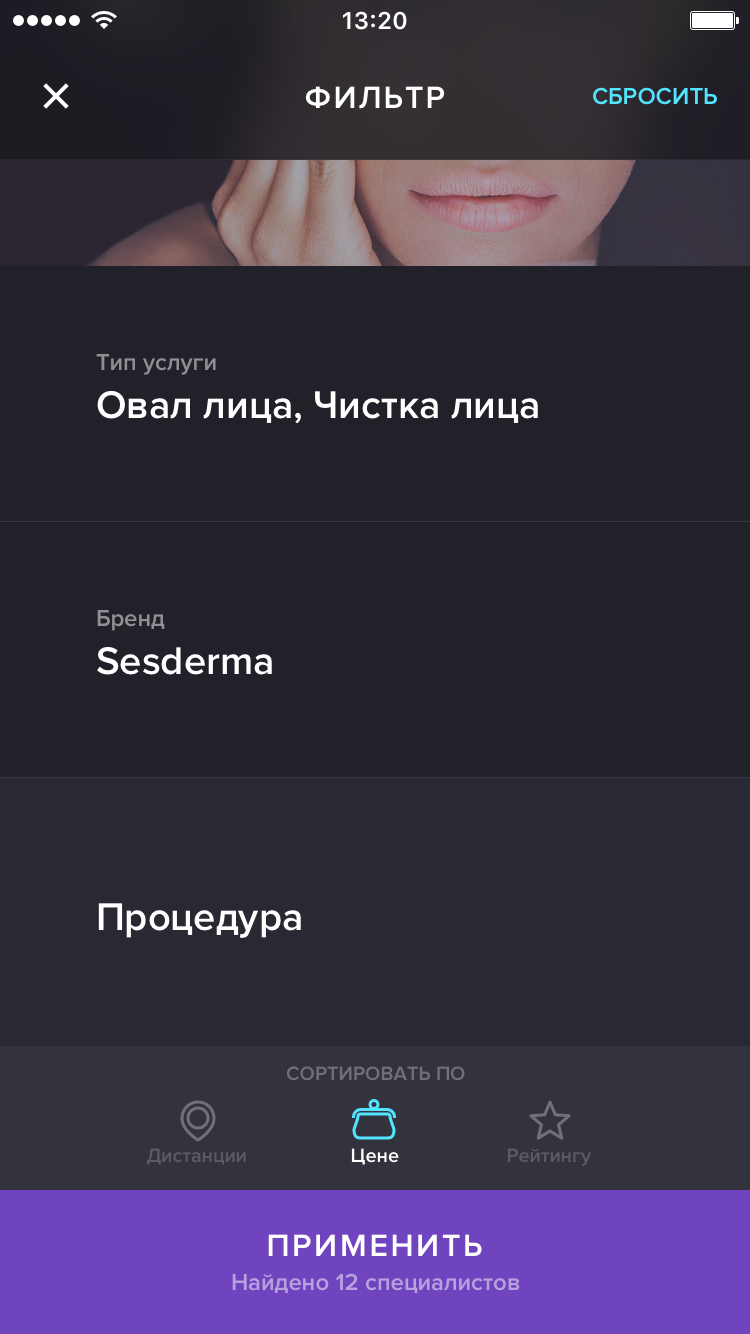 13:20
ФИЛЬТР
СБРОСИТЬ
Тип услуги
Овал лица, Чистка лица
Бренд
Sesderma
Процедура
СОРТИРОВАТЬ ПО
Дистанции
Цене
Рейтингу
ПРИМЕНИТЬ
Найдено 12 специалистов